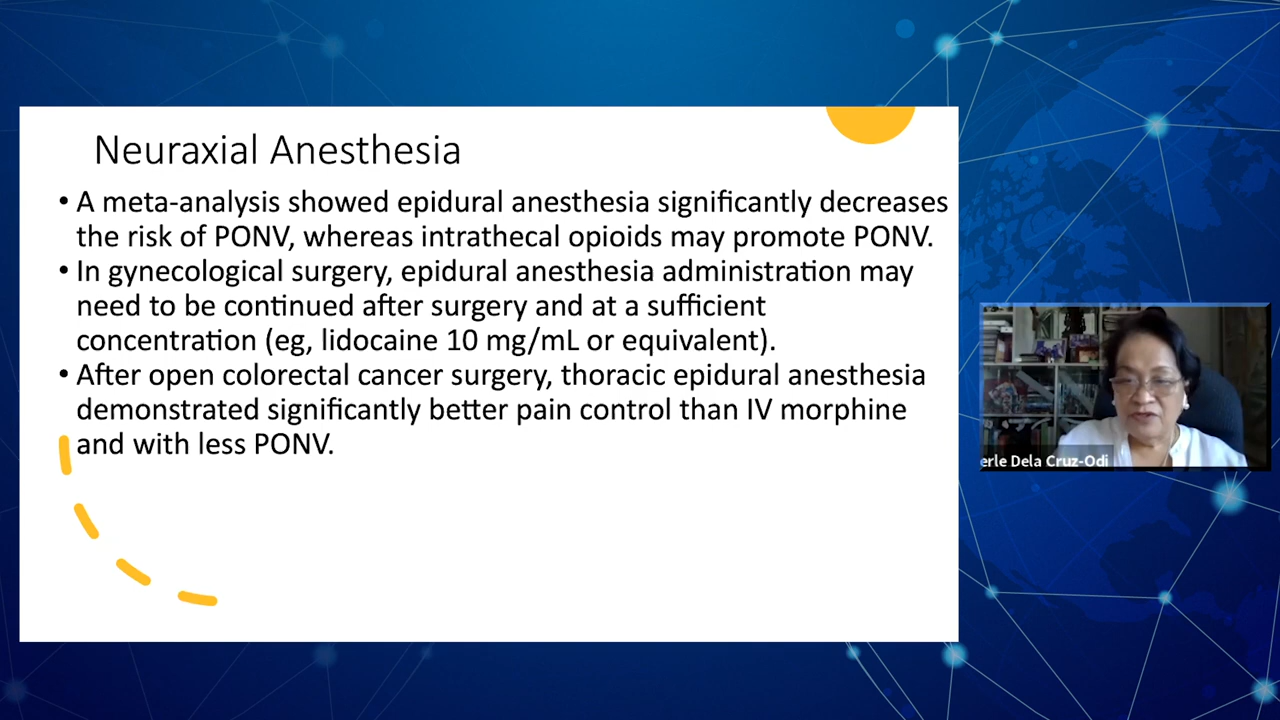 Neuraxial Anesthesia
• A meta-analysis showed epidural anesthesia significantly decreases
the risk of PONV, whereas intrathecal opioids may promote PONV.
• In gynecological surgery, epidural anesthesia administration may
need to be continued after surgery and at a sufficient
concentration (eg, lidocaine 10 mg/mL or equivalent).
• After open colorectal cancer surgery, thoracic epidural anesthesia
demonstrated significantly better pain control than IV morphine
and with less PONV.
erle Dela Cruz-Odi